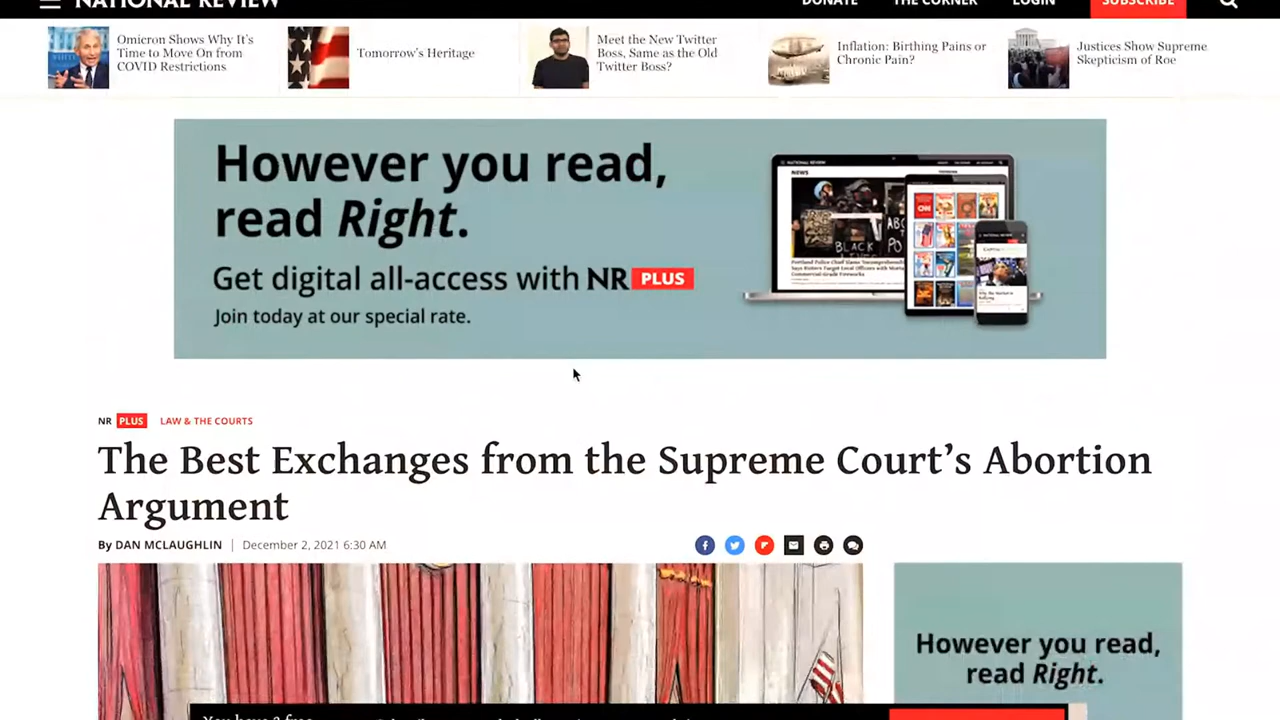 NATIONAL REVIEW
DONATE
THE CORNER
LOGIN
SUBSCRIBE
Omicron Shows Why It's
Time to Move On from
COVID Restrictions
Tomorrow's Heritage
Meet the New Twitter
Boss, Same as the Old
Twitter Boss?
Inflation: Birthing Pains or
Chronic Pain?
Justices Show Supreme
Skepticism of Roe
However you read,
read Right.
Get digital all-access with NR PLUS
Join today at our special rate.
NATIONAL REVIEW
NEWS
BLACK
NR PLUS LAW & THE COURTS
The Best Exchanges from the Supreme Court's Abortion
Argument
By DAN MCLAUGHLIN | December 2, 2021 6:30 AM
However you read,
read Right.